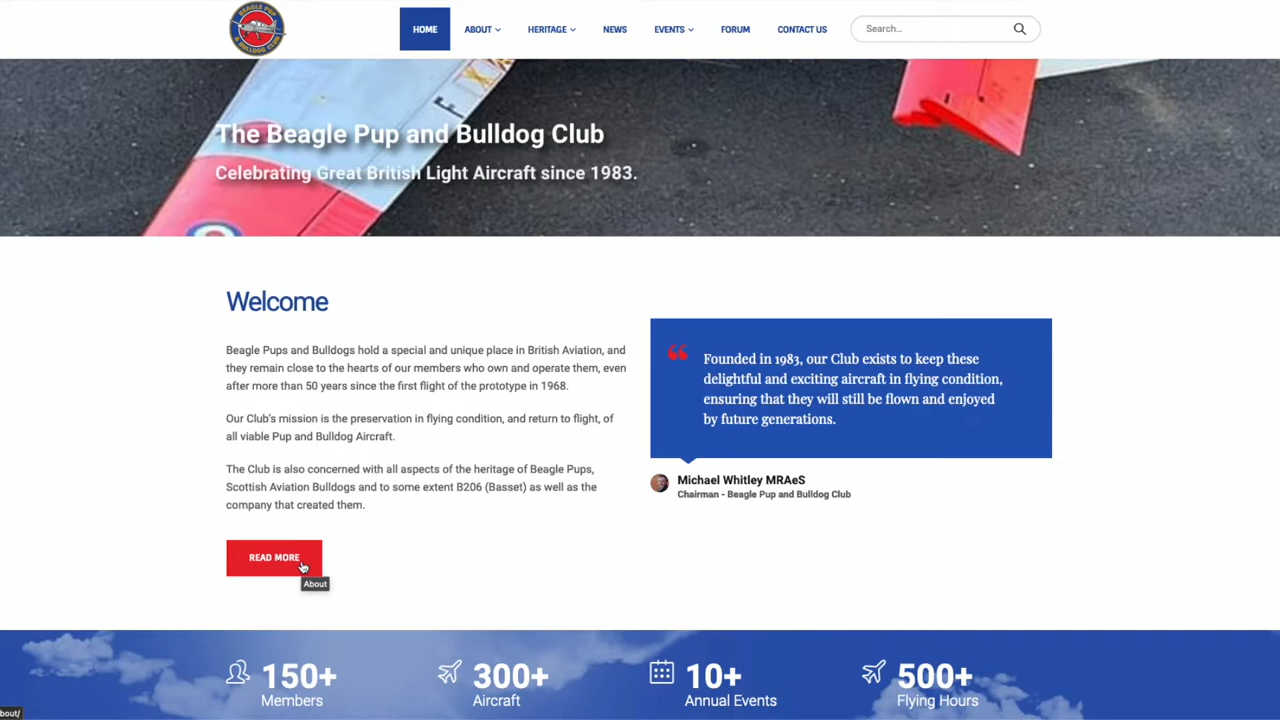 BEAGLE PUP
& BULLDOG CLUB
HOME
ABOUT
HERITAGE
NEWS
EVENTS
FORUM
CONTACT US
Search...
The Beagle Pup and Bulldog Club
Celebrating Great British Light Aircraft since 1983.
Welcome
Beagle Pups and Bulldogs hold a special and unique place in British Aviation, and
they remain close to the hearts of our members who own and operate them, even
after more than 50 years since the first flight of the prototype in 1968.
Our Club's mission is the preservation in flying condition, and return to flight, of
all viable Pup and Bulldog Aircraft.
The Club is also concerned with all aspects of the heritage of Beagle Pups,
Scottish Aviation Bulldogs and to some extent B206 (Basset) as well as the
company that created them.
READ MORE
About
“ Founded in 1983, our Club exists to keep these
delightful and exciting aircraft in flying condition,
ensuring that they will still be flown and enjoyed
by future generations.
Michael Whitley MRAeS
Chairman - Beagle Pup and Bulldog Club
150+
Members
300+
Aircraft
10+
Annual Events
500+
Flying Hours
bout/